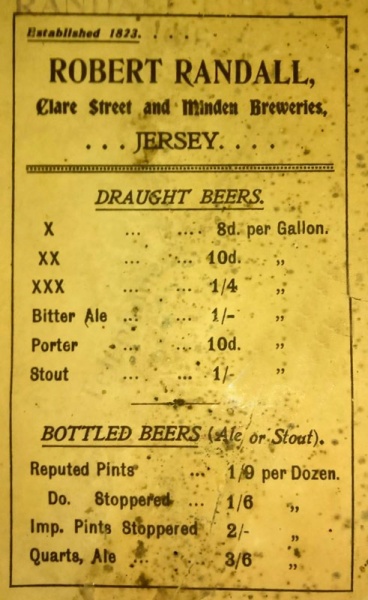 Established 1823. . . . .
ROBERT RANDALL,
Clare Street and Minden Breweries,
. . . JERSEY. . . .
DRAUGHT BEERS.
X ... .... 8d. per Gallon.
XX ... ... 10d. „
XXX ... ... 1/4 „
Bitter Ale ... ... 1/- „
Porter ... ... 10d. „
Stout ... ... 1/- „
BOTTLED BEERS (Ale or Stout).
Reputed Pints ... 1/9 per Dozen.
Do. Stoppered ... 1/6 „
Imp. Pints Stoppered 2/- „
Quarts, Ale ... ... 3/6 „